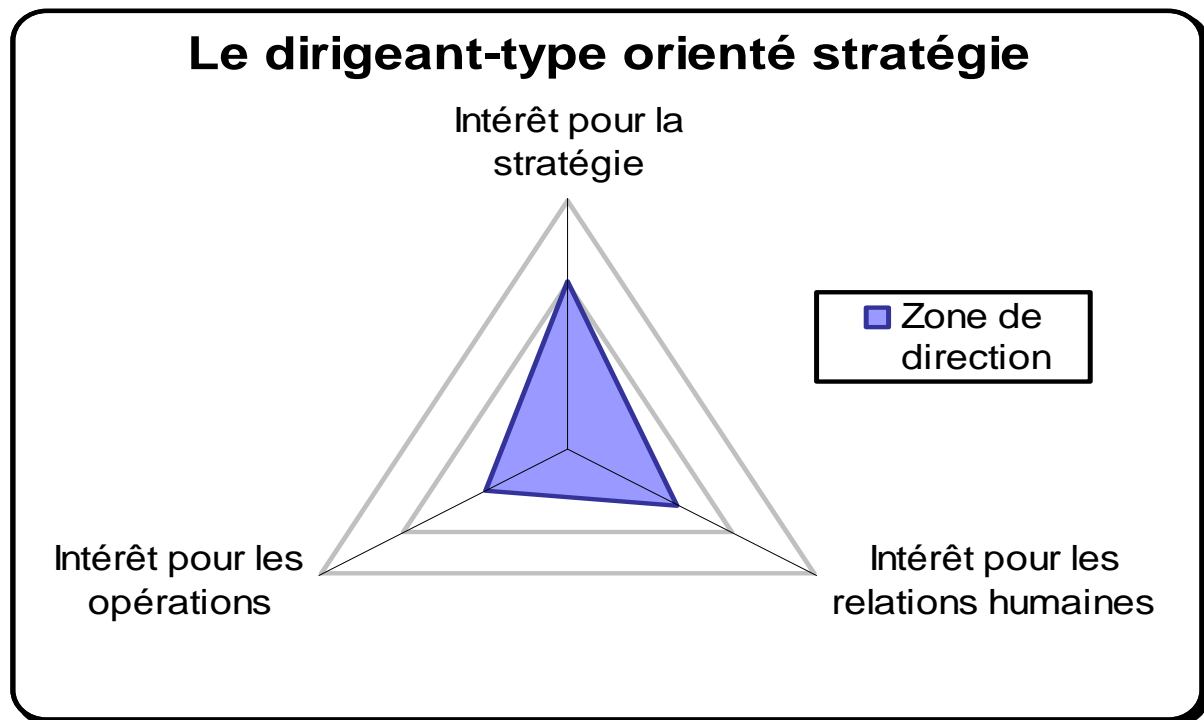 Le dirigeant-type orienté stratégie
Intérêt pour la
stratégie
Zone de
direction
Intérêt pour les
opérations
Intérêt pour les
relations humaines